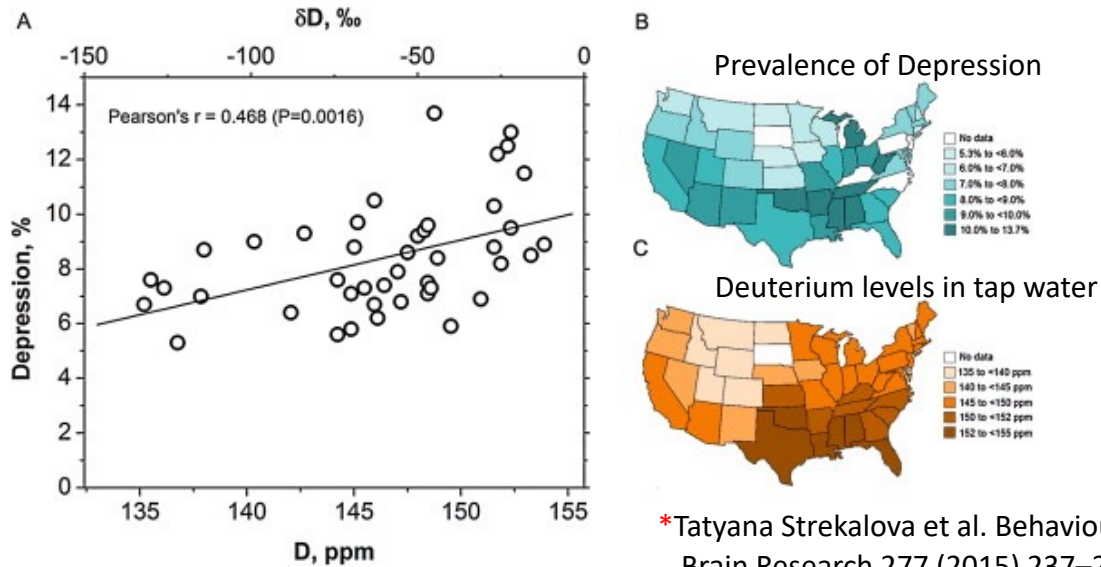 A
δD, ‰
-150 -100 -50 0
Pearson's r = 0.468 (P=0.0016)
Depression, %
14
12
10
8
6
4
2
0
135 140 145 150 155
D, ppm
B
Prevalence of Depression
No data
5.3% to <6.0%
6.0% to <7.0%
7.0% to <8.0%
8.0% to <9.0%
9.0% to <10.0%
10.0% to 13.7%
C
Deuterium levels in tap water
No data
135 to <140 ppm
140 to <145 ppm
145 to <150 ppm
150 to <152 ppm
152 to <155 ppm
*Tatyana Strekalova et al. Behaviou
Brain Research 277 (2015) 237–2